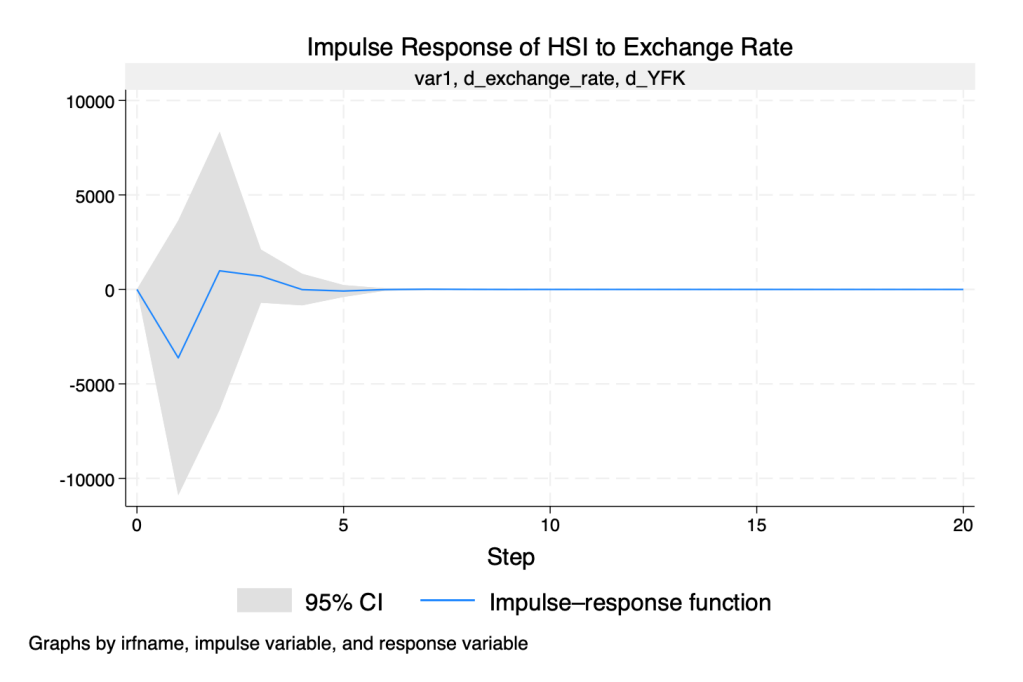 Impulse Response of HSI to Exchange Rate
var1, d_exchange_rate, d_YFK
10000
5000
0
-5000
-10000
0 5 10 15 20
Step
95% CI Impulse–response function
Graphs by irfname, impulse variable, and response variable